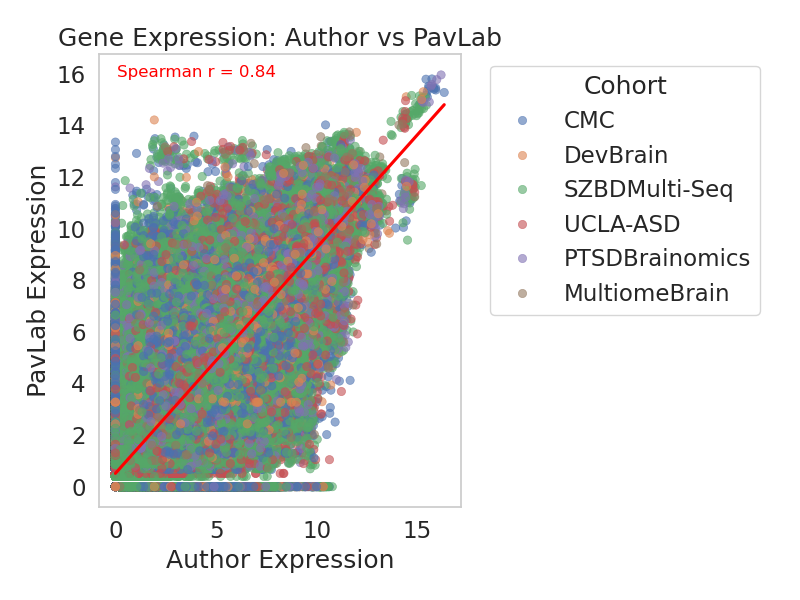 Gene Expression: Author vs PavLab
Spearman r = 0.84
16
14
12
10
8
6
4
2
0
PavLab Expression
0 5 10 15
Author Expression
Cohort
CMC
DevBrain
SZBDMulti-Seq
UCLA-ASD
PTSDBrainomics
MultiomeBrain